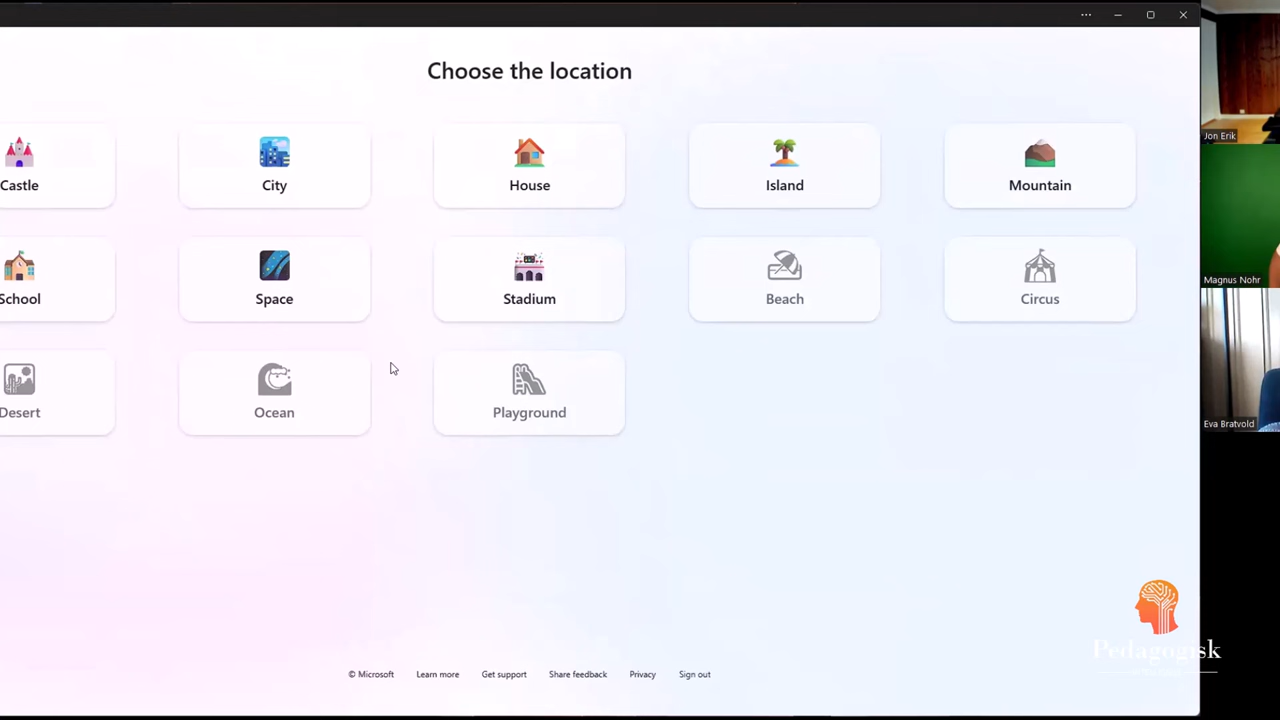 Choose the location
Jon Erik
Castle
City
House
Island
Mountain
School
Space
Stadium
Beach
Circus
Magnus Nohr
Desert
Ocean
Playground
Eva Bratvold
Pedagogisk
© Microsoft
Learn more
Get support
Share feedback
Privacy
Sign out